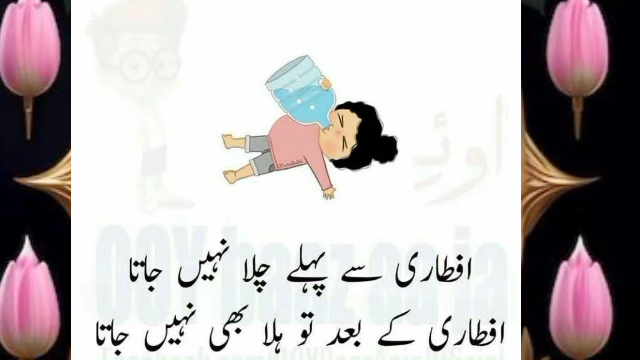 افطاری سے پہلے چلا نہیں جاتا
افطاری کے بعد تو ہلا بھی نہیں جاتا